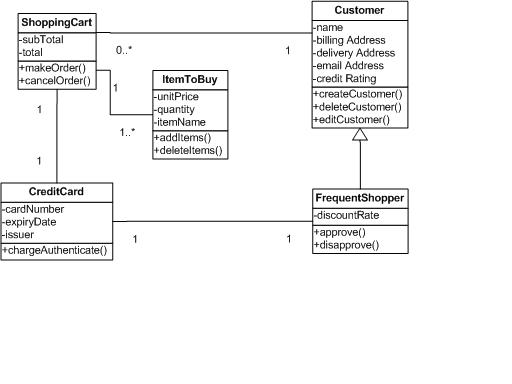 ShoppingCart
-subTotal
-total
+makeOrder()
+cancelOrder()
0..*
1
Customer
-name
-billing Address
-delivery Address
-email Address
-credit Rating
+createCustomer()
+deleteCustomer()
+editCustomer()
1
1..*
ItemToBuy
-unitPrice
-quantity
-itemName
+addItems()
+deleteItems()
1
1
CreditCard
-cardNumber
-expiryDate
-issuer
+chargeAuthenticate()
1
1
FrequentShopper
-discountRate
+approve()
+disapprove()